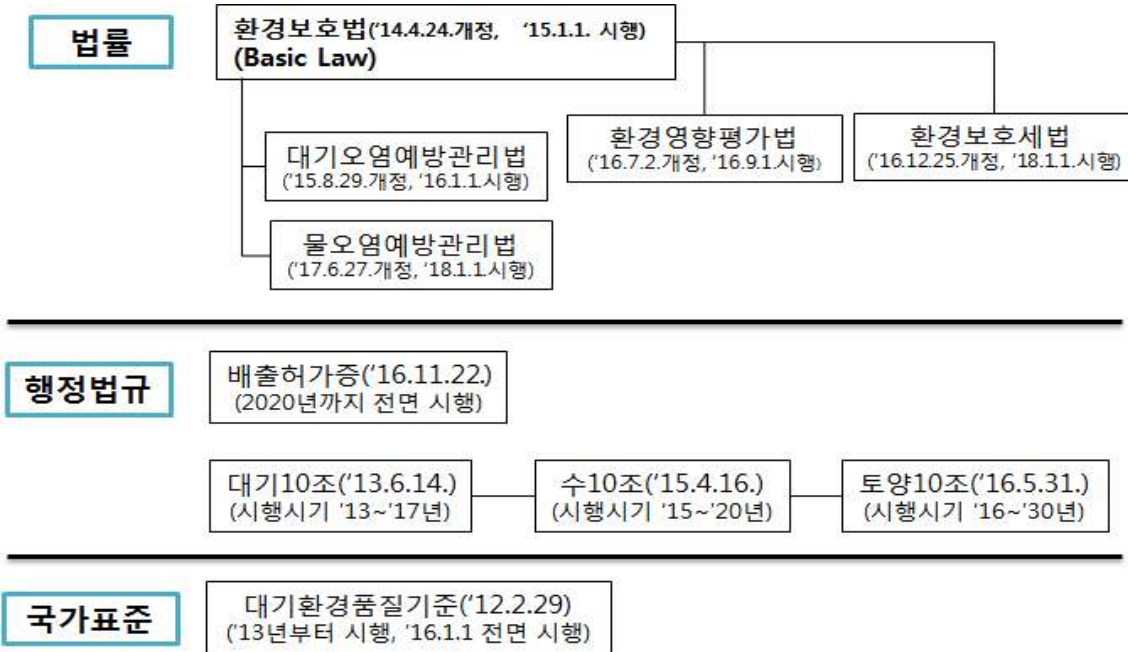 법률
환경보호법('14.4.24.개정, '15.1.1. 시행)
(Basic Law)
대기오염예방관리법
('15.8.29.개정, '16.1.1.시행)
환경영향평가법
('16.7.2.개정, '16.9.1.시행)
환경보호세법
('16.12.25.개정, '18.1.1.시행)
물오염예방관리법
('17.6.27.개정, '18.1.1.시행)
행정법규
배출허가증('16.11.22.)
(2020년까지 전면 시행)
대기10조('13.6.14.)
(시행시기 '13~'17년)
수10조('15.4.16.)
(시행시기 '15~'20년)
토양10조('16.5.31.)
(시행시기 '16~'30년)
국가표준
대기환경품질기준('12.2.29)
('13년부터 시행, '16.1.1 전면 시행)